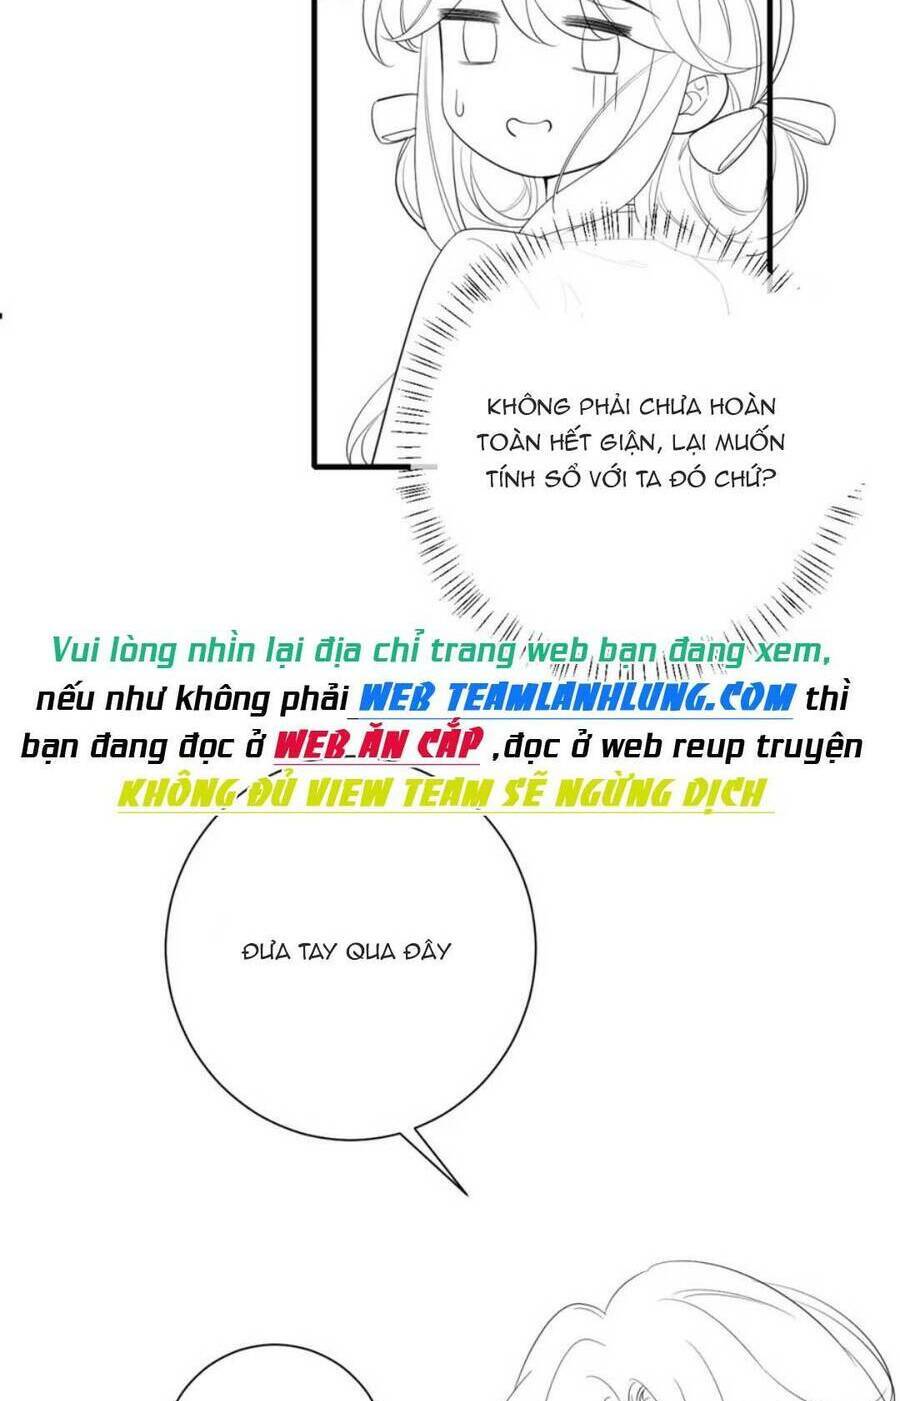 KHÔNG PHẢI CHƯA HOÀN
TOÀN HẾT GIẬN, LẠI MUỐN
TÍNH SỔ VỚI TA ĐÓ CHỨ?
Vui lòng nhìn lại địa chỉ trang web bạn đang xem,
nếu như không phải WEB TEAMLANHLUNG.COM thì
bạn đang đọc ở WEB ĂN CẮP ,đọc ở web reup truyện
KHÔNG ĐỦ VIEW TEAM SẼ NGỪNG DỊCH
ĐƯA TAY QUA ĐÂY